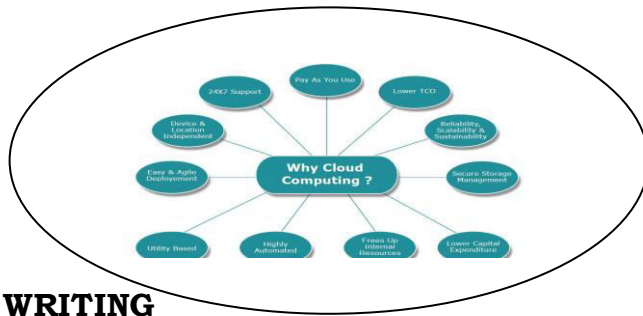 Pay As You Use
24X7 Support
Lower TCO
Device &
Location
Independent
Reliability,
Scalability &
Sustainability
Why Cloud
Computing ?
Easy & Agile
Deployement
Secure Storage
Management
Utility Based
Highly
Automated
Frees Up
Internal
Resources
Lower Capital
Expenditure
WRITING